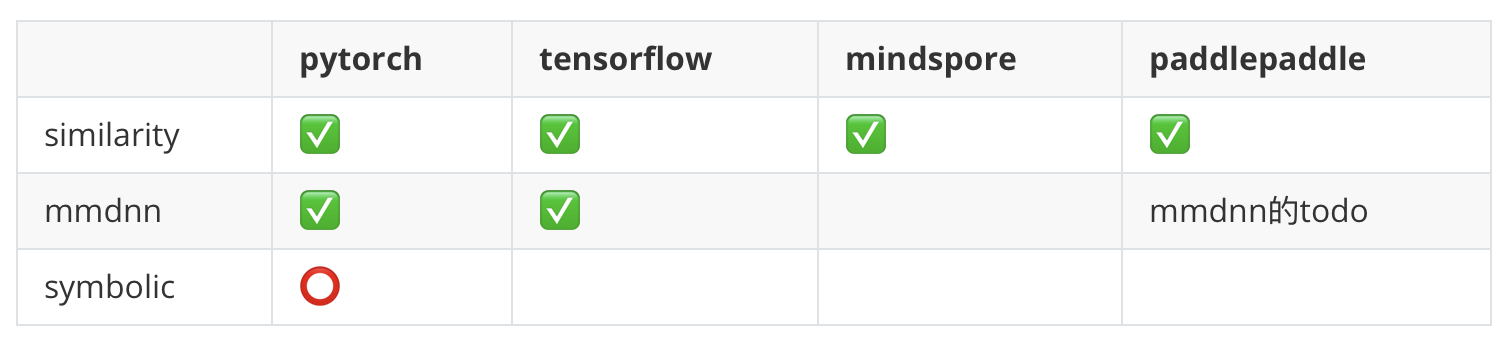 pytorch tensorflow mindspore paddlepaddle
similarity ✅ ✅ ✅ ✅
mmdnn ✅ ✅ mmdnn的todo
symbolic ⭕